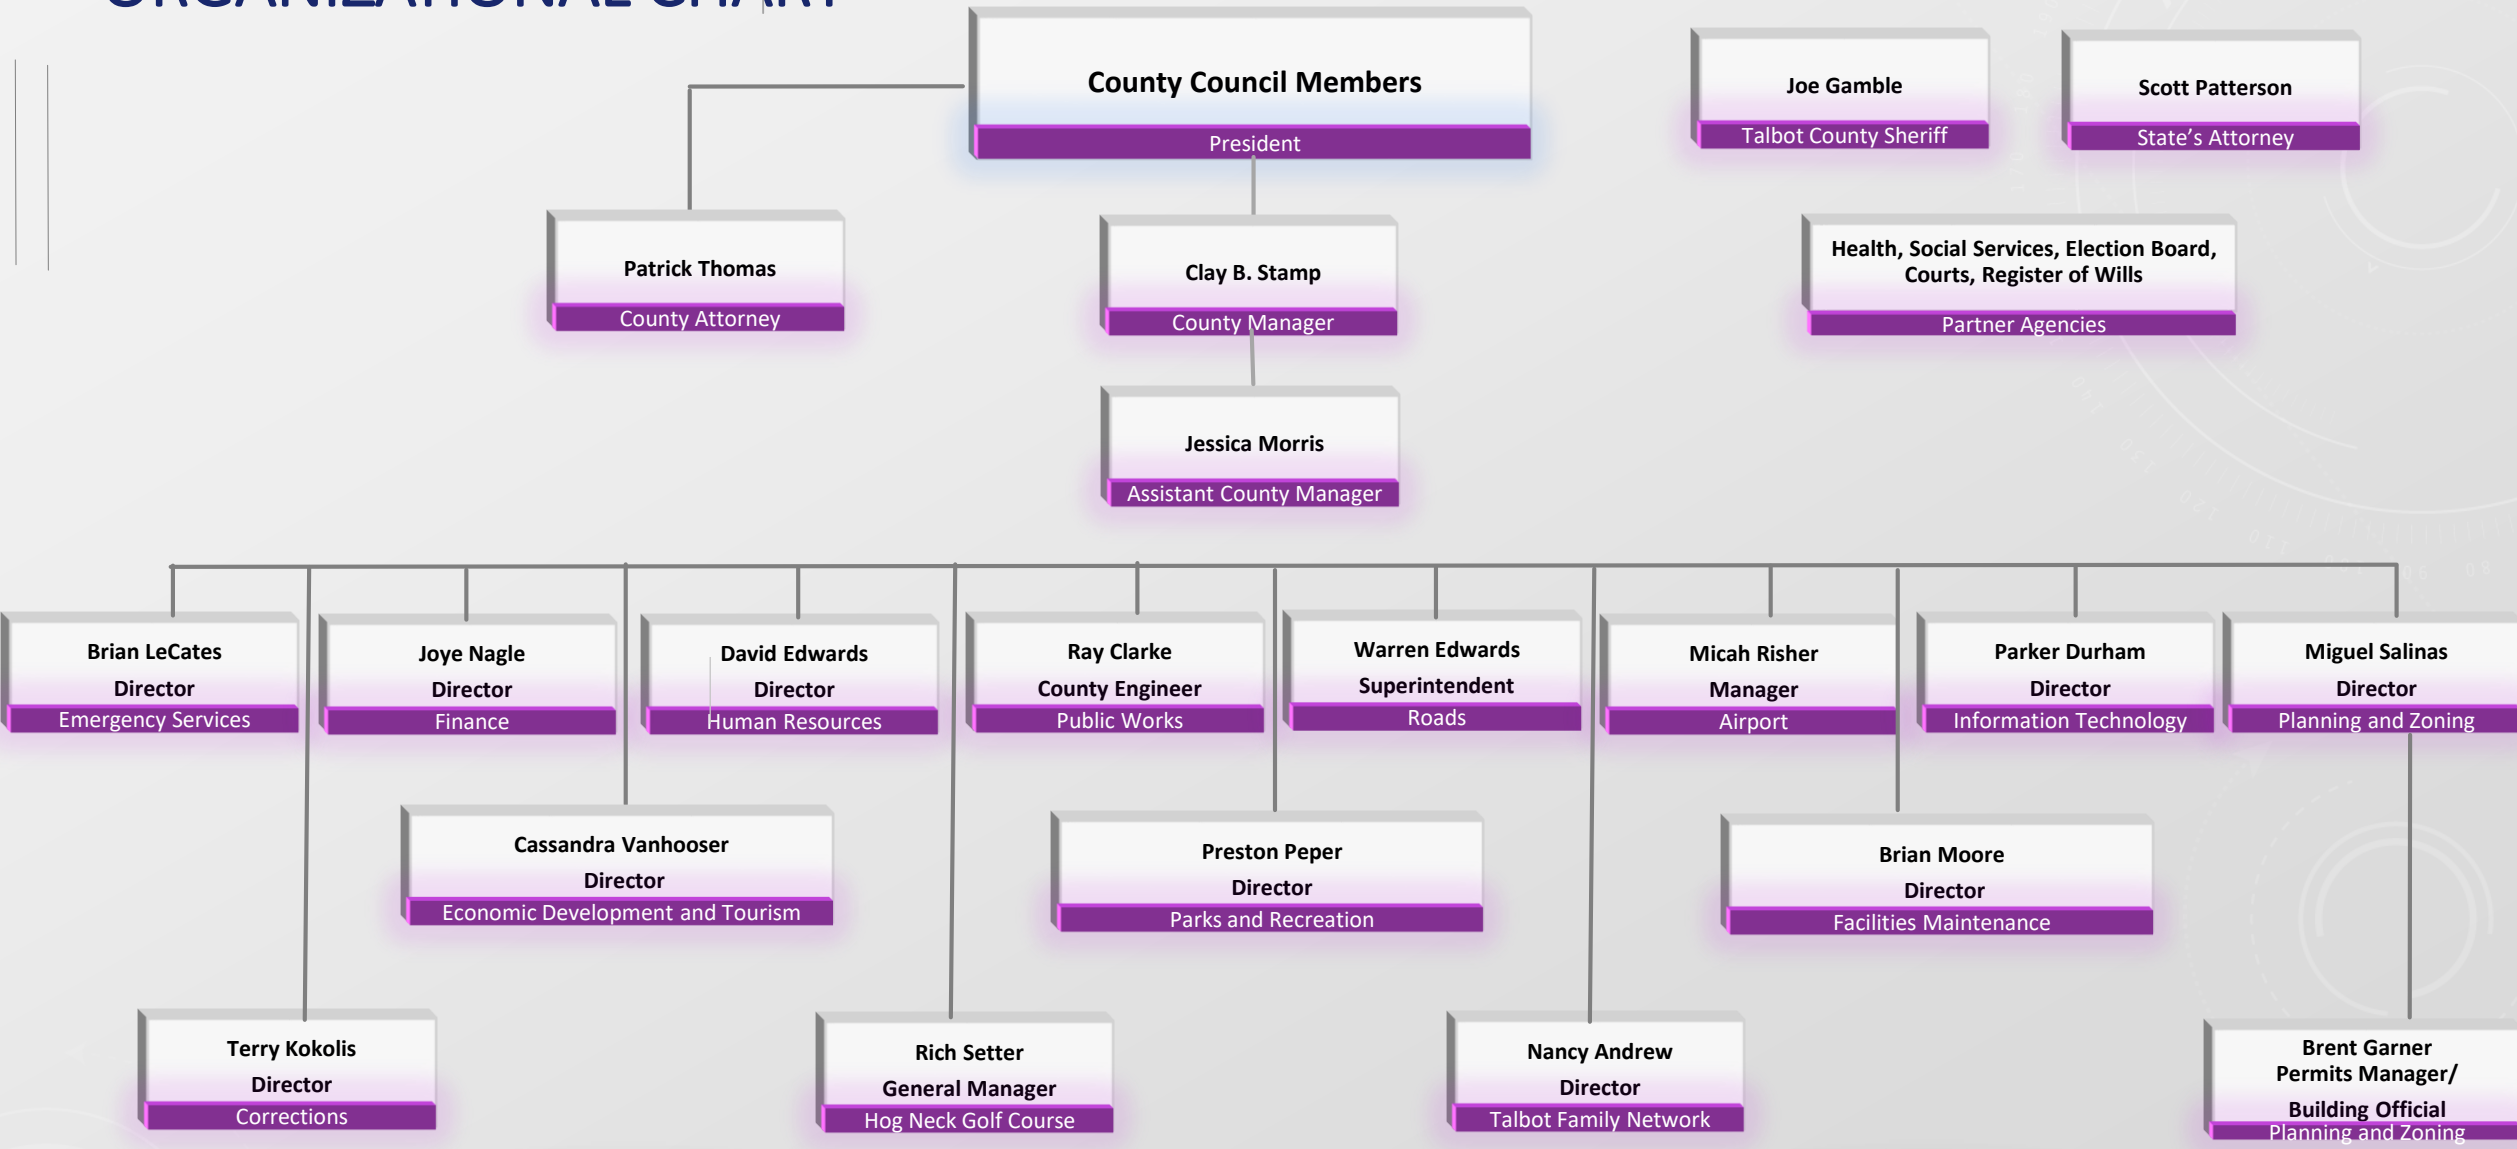 ORGANIZATIONAL CHART
County Council Members
President
Joe Gamble
Talbot County Sheriff
Scott Patterson
State’s Attorney
Patrick Thomas
County Attorney
Clay B. Stamp
County Manager
Health, Social Services, Election Board,
Courts, Register of Wills
Partner Agencies
Jessica Morris
Assistant County Manager
Brian LeCates
Director
Emergency Services
Joye Nagle
Director
Finance
David Edwards
Director
Human Resources
Ray Clarke
County Engineer
Public Works
Warren Edwards
Superintendent
Roads
Micah Risher
Manager
Airport
Parker Durham
Director
Information Technology
Miguel Salinas
Director
Planning and Zoning
Cassandra Vanhooser
Director
Economic Development and Tourism
Preston Peper
Director
Parks and Recreation
Brian Moore
Director
Facilities Maintenance
Terry Kokolis
Director
Corrections
Rich Setter
General Manager
Hog Neck Golf Course
Nancy Andrew
Director
Talbot Family Network
Brent Garner
Permits Manager/
Building Official
Planning and Zoning